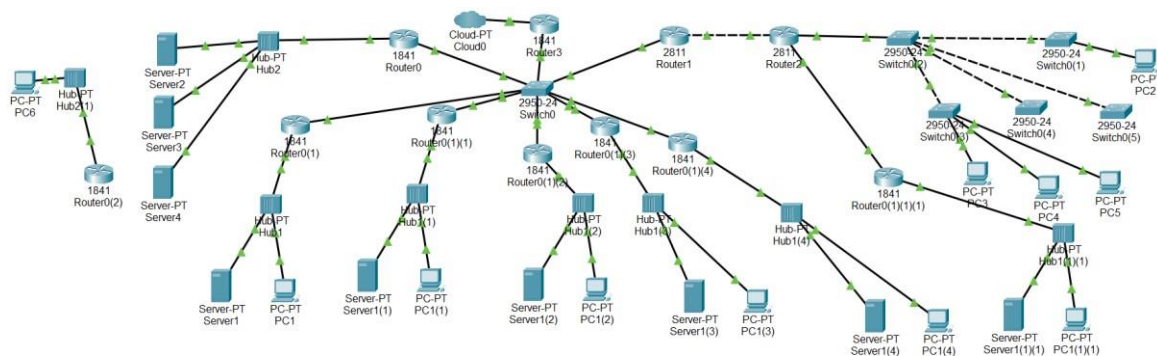 Cloud-PT
Cloud0
1841
Router3
1841
Router0
2811
Router1
2811
Router2
2950-24
Switch0(2)
2950-24
Switch0(1)
PC-PT
PC2
Server-PT
Server2
Hub-PT
Hub2
PC-PT
PC6
Hub-PT
Hub2(1)
Server-PT
Server3
Server-PT
Server4
1841
Router0(2)
2950-24
Switch0
2950-24
Switch0(3)
2950-24
Switch0(4)
2950-24
Switch0(5)
1841
Router0(1)
1841
Router0(1)(1)
1841
Router0(1)(2)
1841
Router0(1)(3)
1841
Router0(1)(4)
1841
Router0(1)(1)(1)
PC-PT
PC3
PC-PT
PC4
PC-PT
PC5
Hub-PT
Hub1
Hub-PT
Hub1(1)
Hub-PT
Hub1(2)
Hub-PT
Hub1(3)
Hub-PT
Hub1(4)
Hub-PT
Hub1(1)(1)
Server-PT
Server1
PC-PT
PC1
Server-PT
Server1(1)
PC-PT
PC1(1)
Server-PT
Server1(2)
PC-PT
PC1(2)
Server-PT
Server1(3)
PC-PT
PC1(3)
Server-PT
Server1(4)
PC-PT
PC1(4)
Server-PT
Server1(1)(1)
PC-PT
PC1(1)(1)